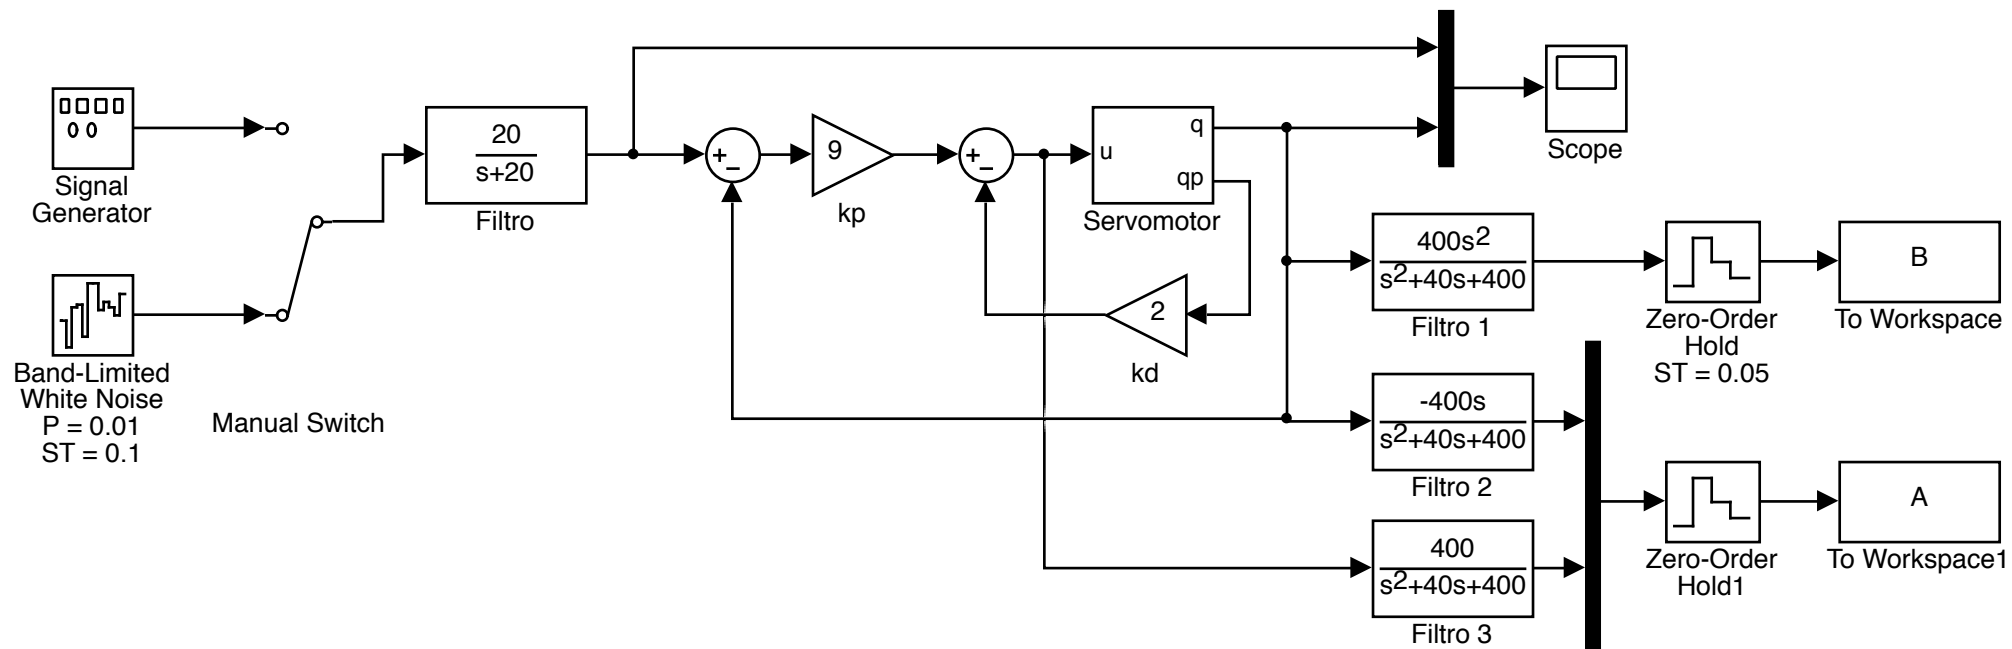 Signal
Generator
Band-Limited
White Noise
P = 0.01
ST = 0.1
Manual Switch
20
s+20
Filtro
+
−
9
kp
+
−
u
q
qp
Servomotor
2
kd
Scope
400s2
s2+40s+400
Filtro 1
Zero-Order
Hold
ST = 0.05
B
To Workspace
-400s
s2+40s+400
Filtro 2
400
s2+40s+400
Filtro 3
Zero-Order
Hold1
A
To Workspace1